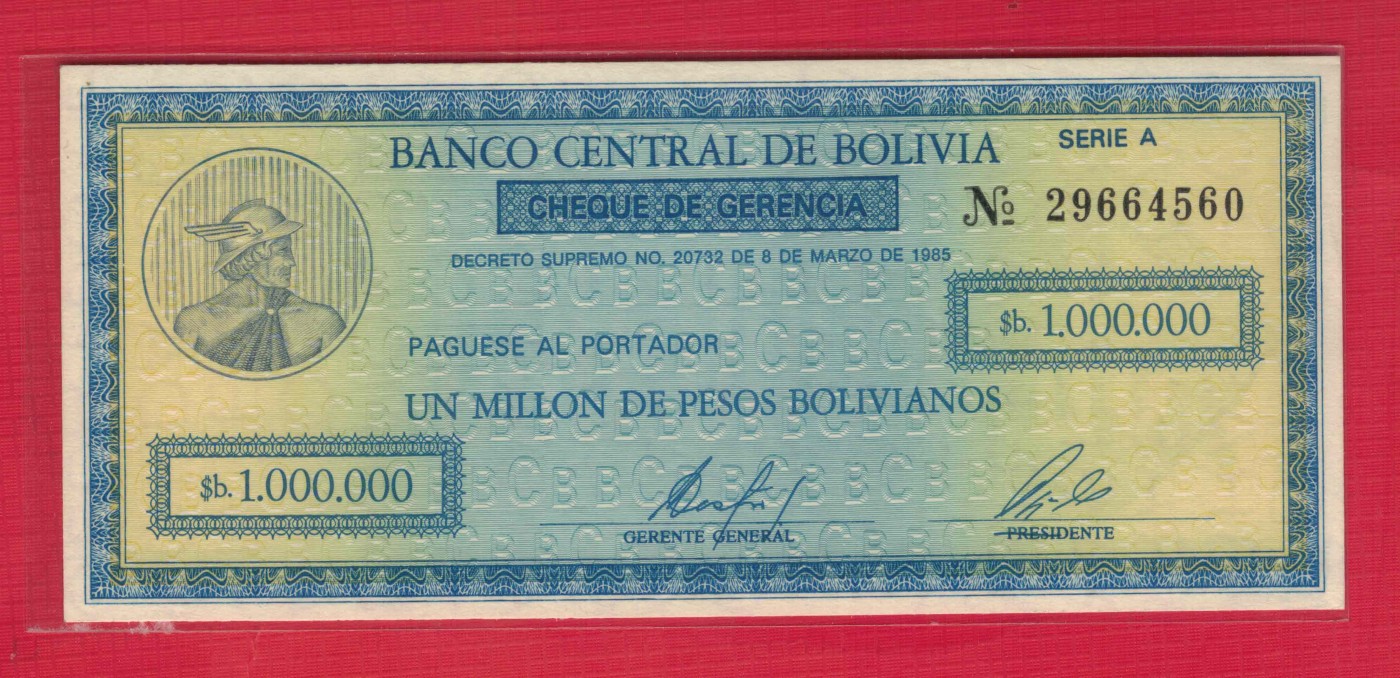 BANCO CENTRAL DE BOLIVIA
SERIE A
CHEQUE DE GERENCIA
№ 29664560
DECRETO SUPREMO NO. 20732 DE 8 DE MARZO DE 1985
$b. 1.000.000
PAGUESE AL PORTADOR
UN MILLON DE PESOS BOLIVIANOS
$b. 1.000.000
GERENTE GENERAL
PRESIDENTE